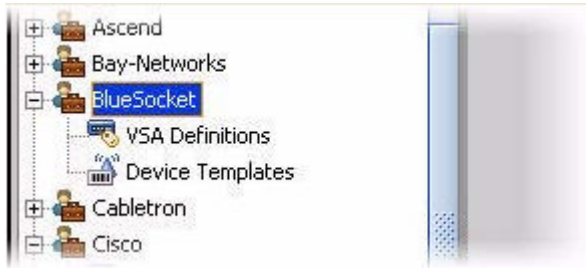 Ascend
Bay-Networks
BlueSocket
VSA Definitions
Device Templates
Cabletron
Cisco